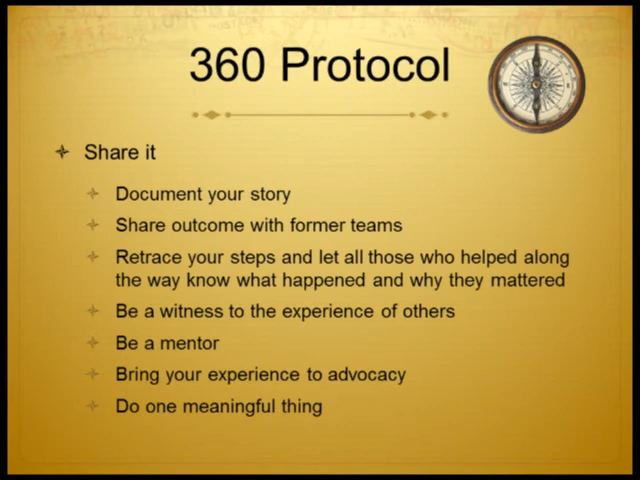 360 Protocol
Share it
Document your story
Share outcome with former teams
Retrace your steps and let all those who helped along
the way know what happened and why they mattered
Be a witness to the experience of others
Be a mentor
Bring your experience to advocacy
Do one meaningful thing